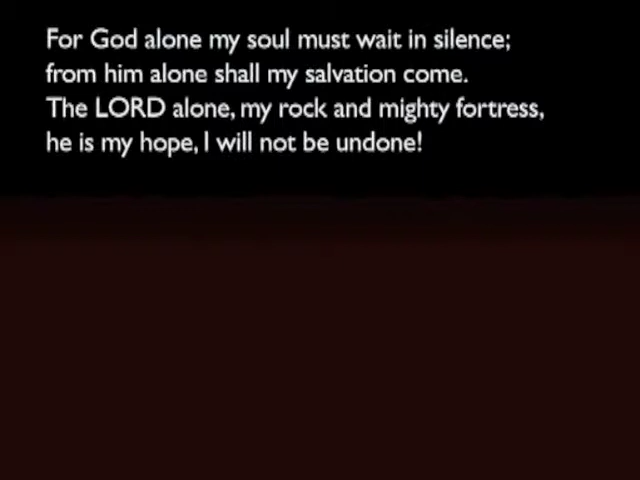 For God alone my soul must wait in silence;
from him alone shall my salvation come.
The LORD alone, my rock and mighty fortress,
he is my hope, I will not be undone!